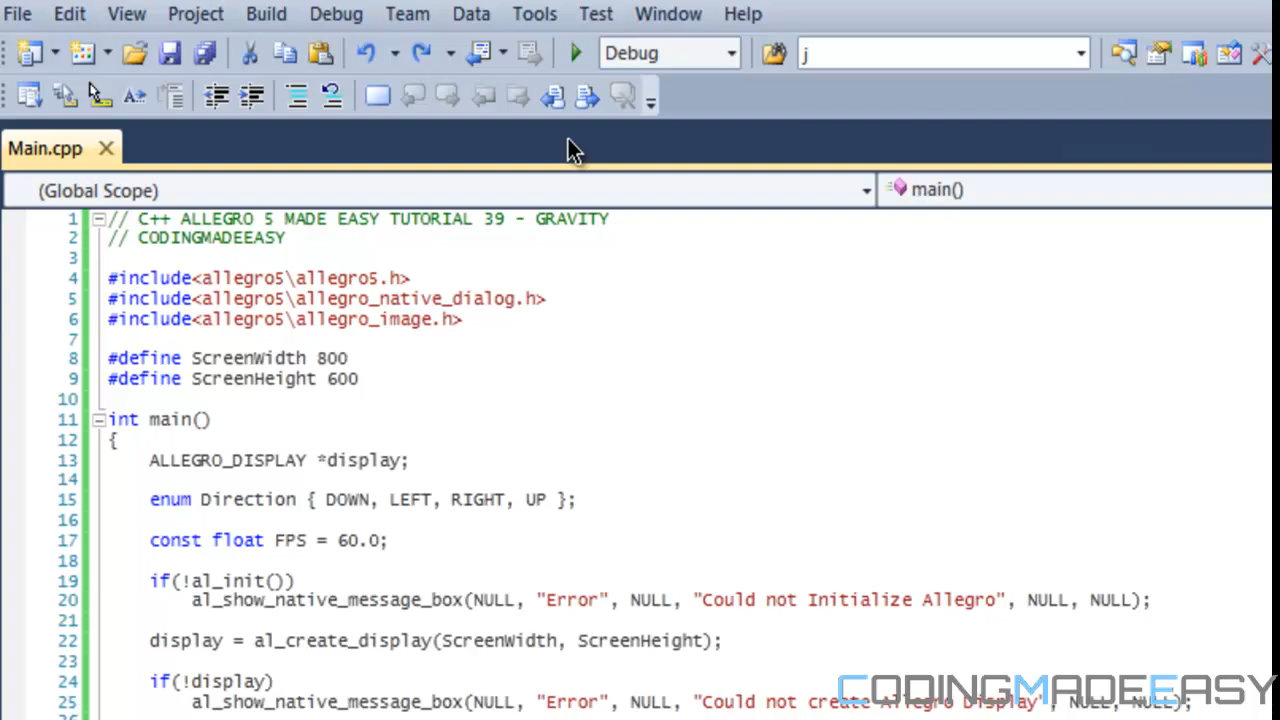 File Edit View Project Build Debug Team Data Tools Test Window Help
Debug j
Main.cpp
(Global Scope) main()
1 // C++ ALLEGRO 5 MADE EASY TUTORIAL 39 - GRAVITY
2 // CODINGMADEEASY
3
4 #include<allegro5\allegro5.h>
5 #include<allegro5\allegro_native_dialog.h>
6 #include<allegro5\allegro_image.h>
7
8 #define ScreenWidth 800
9 #define ScreenHeight 600
10
11 int main()
12 {
13 ALLEGRO_DISPLAY *display;
14
15 enum Direction { DOWN, LEFT, RIGHT, UP };
16
17 const float FPS = 60.0;
18
19 if(!al_init())
20 al_show_native_message_box(NULL, "Error", NULL, "Could not Initialize Allegro", NULL, NULL);
21
22 display = al_create_display(ScreenWidth, ScreenHeight);
23
24 if(!display)
25 al_show_native_message_box(NULL, "Error", NULL, "Could not create Allegro Display", NULL, NULL);
CODINGMADEEASY